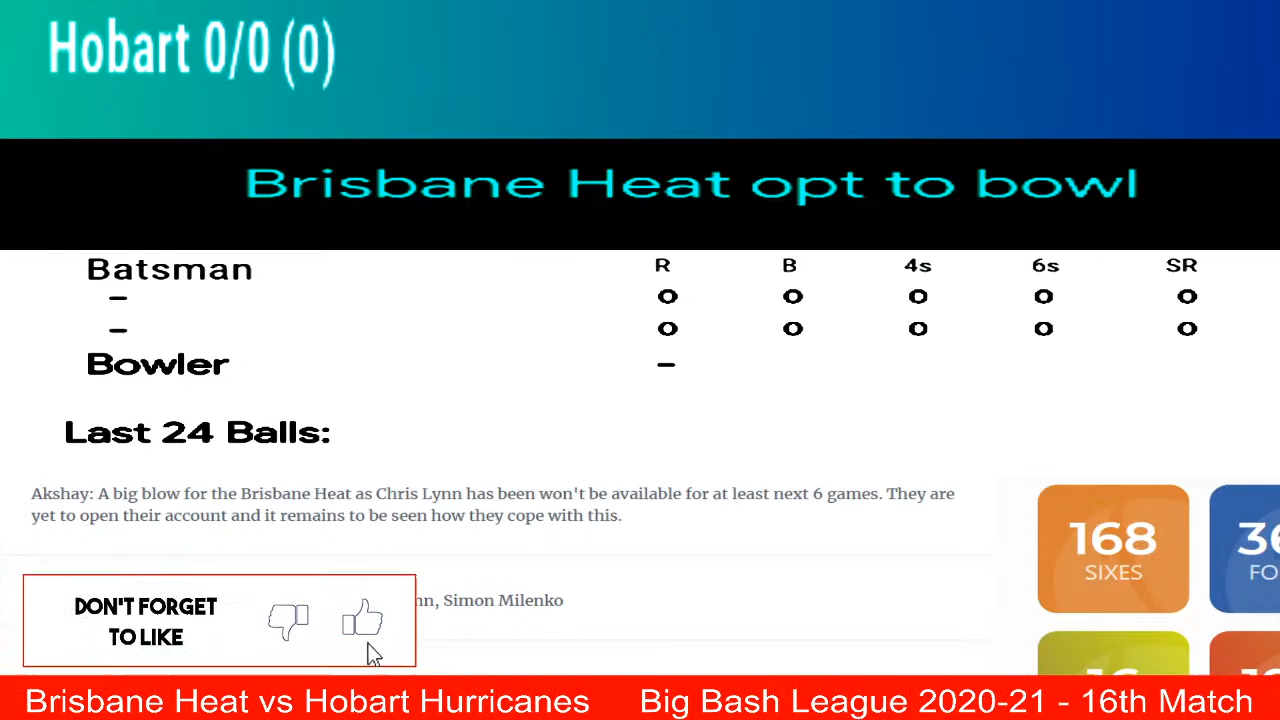 Hobart 0/0 (0)
Brisbane Heat opt to bowl
Batsman R B 4s 6s SR
– 0 0 0 0 0
– 0 0 0 0 0
Bowler –
Last 24 Balls:
Akshay: A big blow for the Brisbane Heat as Chris Lynn has been won't be available for at least next 6 games. They are
yet to open their account and it remains to be seen how they cope with this.
168
SIXES
DON'T FORGET
TO LIKE
Simon Milenko
Brisbane Heat vs Hobart Hurricanes Big Bash League 2020-21 - 16th Match